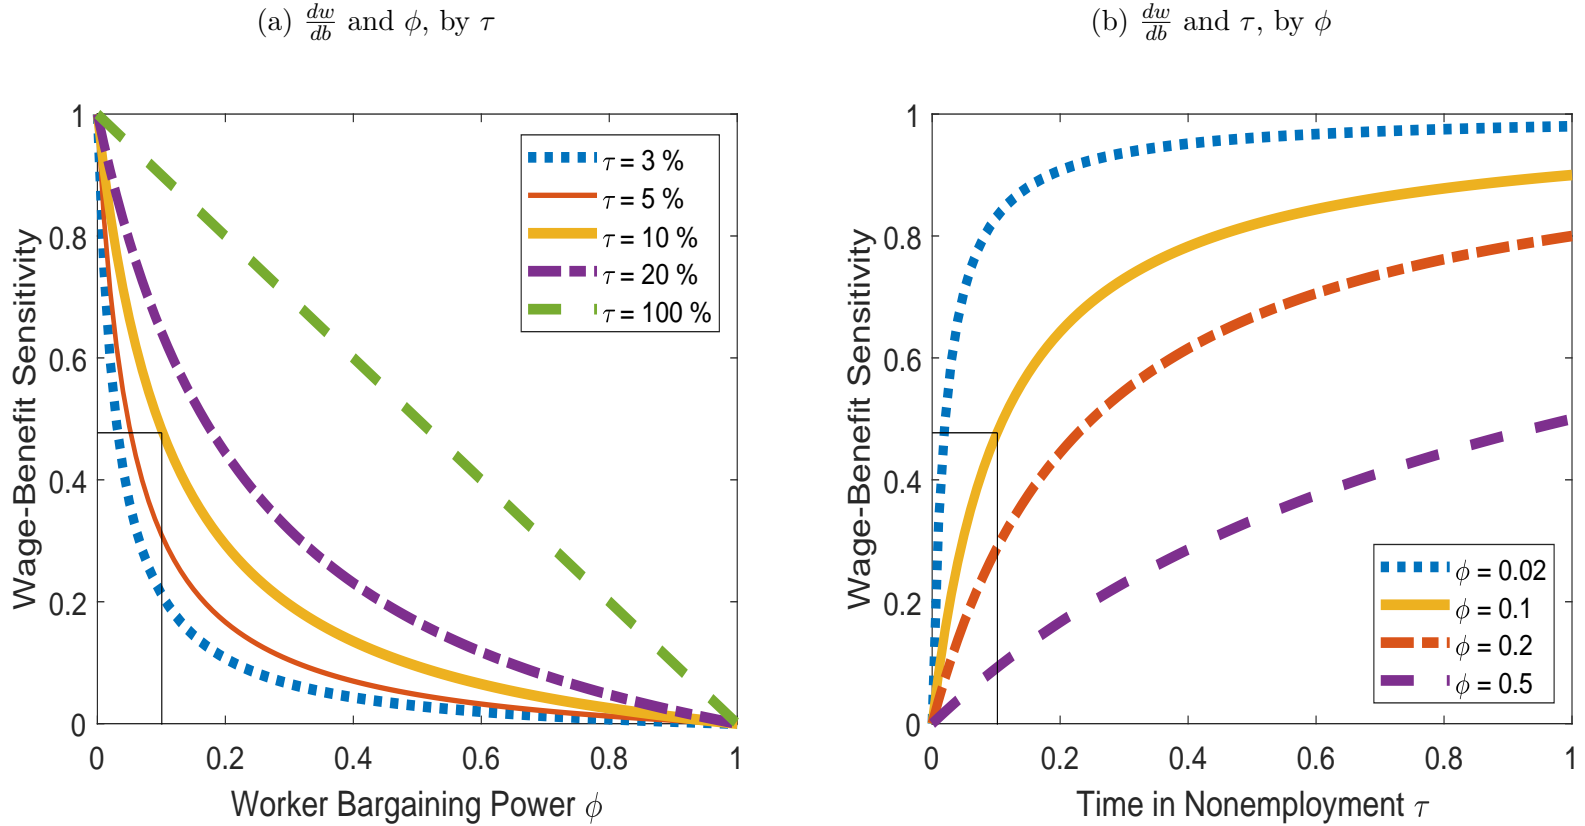 (a) dw/db and ϕ, by τ
Wage-Benefit Sensitivity
1
0.8
0.6
0.4
0.2
0
0
0.2
0.4
0.6
0.8
1
Worker Bargaining Power ϕ
τ = 3 %
τ = 5 %
τ = 10 %
τ = 20 %
τ = 100 %
(b) dw/db and τ, by ϕ
Wage-Benefit Sensitivity
1
0.8
0.6
0.4
0.2
0
0
0.2
0.4
0.6
0.8
1
Time in Nonemployment τ
ϕ = 0.02
ϕ = 0.1
ϕ = 0.2
ϕ = 0.5